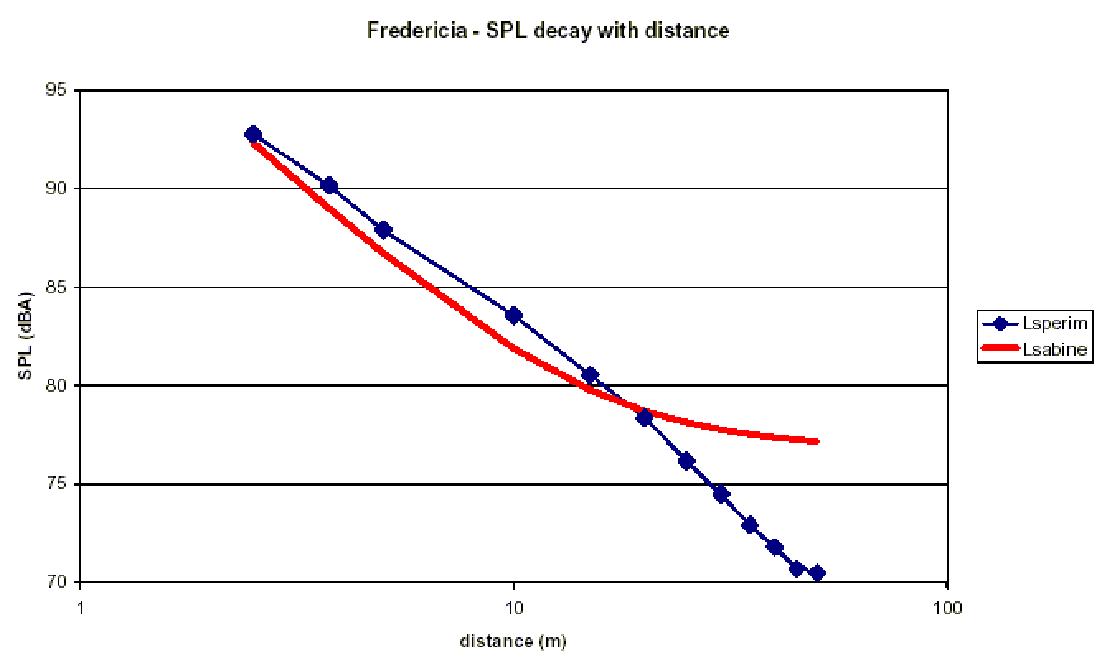 Fredericia - SPL decay with distance
95
90
85
80
75
70
SPL (dBA)
1
10
100
distance (m)
Lsperim
Lsabine